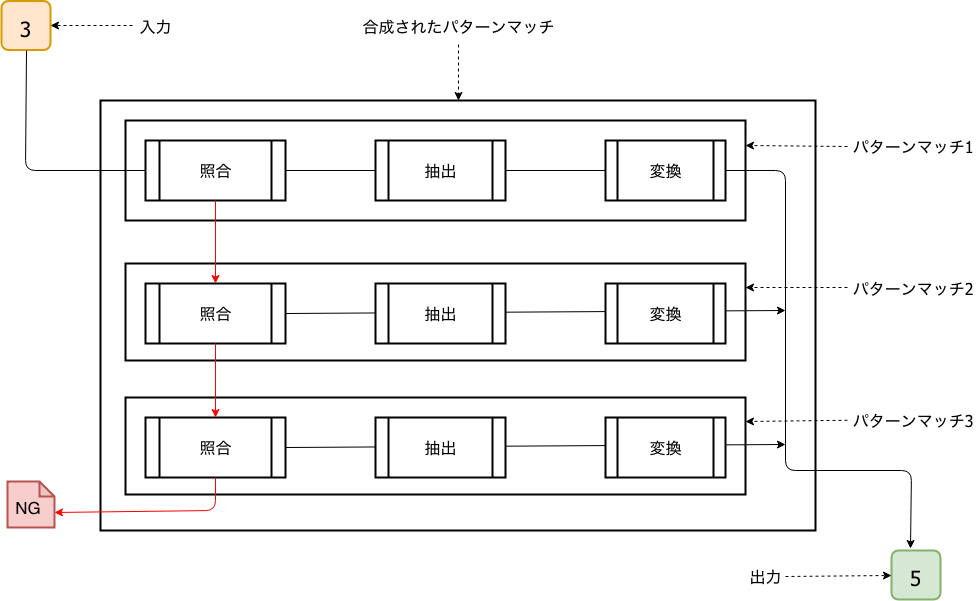 3
入力
合成されたパターンマッチ
照合
抽出
変換
パターンマッチ1
照合
抽出
変換
パターンマッチ2
照合
抽出
変換
パターンマッチ3
NG
出力
5